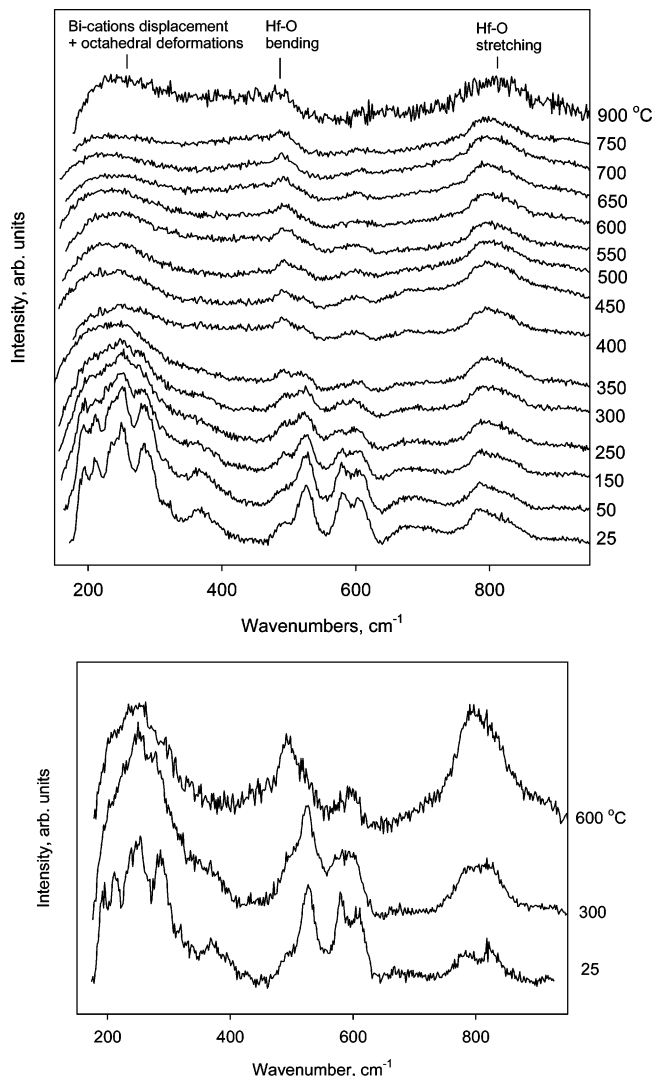 Bi-cations displacement
+ octahedral deformations
Hf-O
bending
Hf-O
stretching
900 °C
750
700
650
600
550
500
450
400
350
300
250
150
50
25
Intensity, arb. units
200 400 600 800
Wavenumbers, cm⁻¹
600 °C
300
25
Intensity, arb. units
200 400 600 800
Wavenumber, cm⁻¹